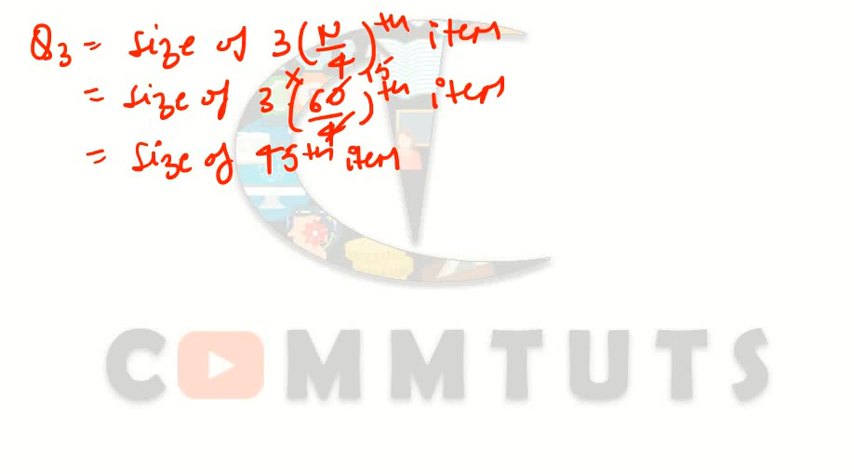 Q₃ = size of 3(N/4)th item
= size of 3 × (60/4)th item 15
= size of 45th item
COMMTUTS